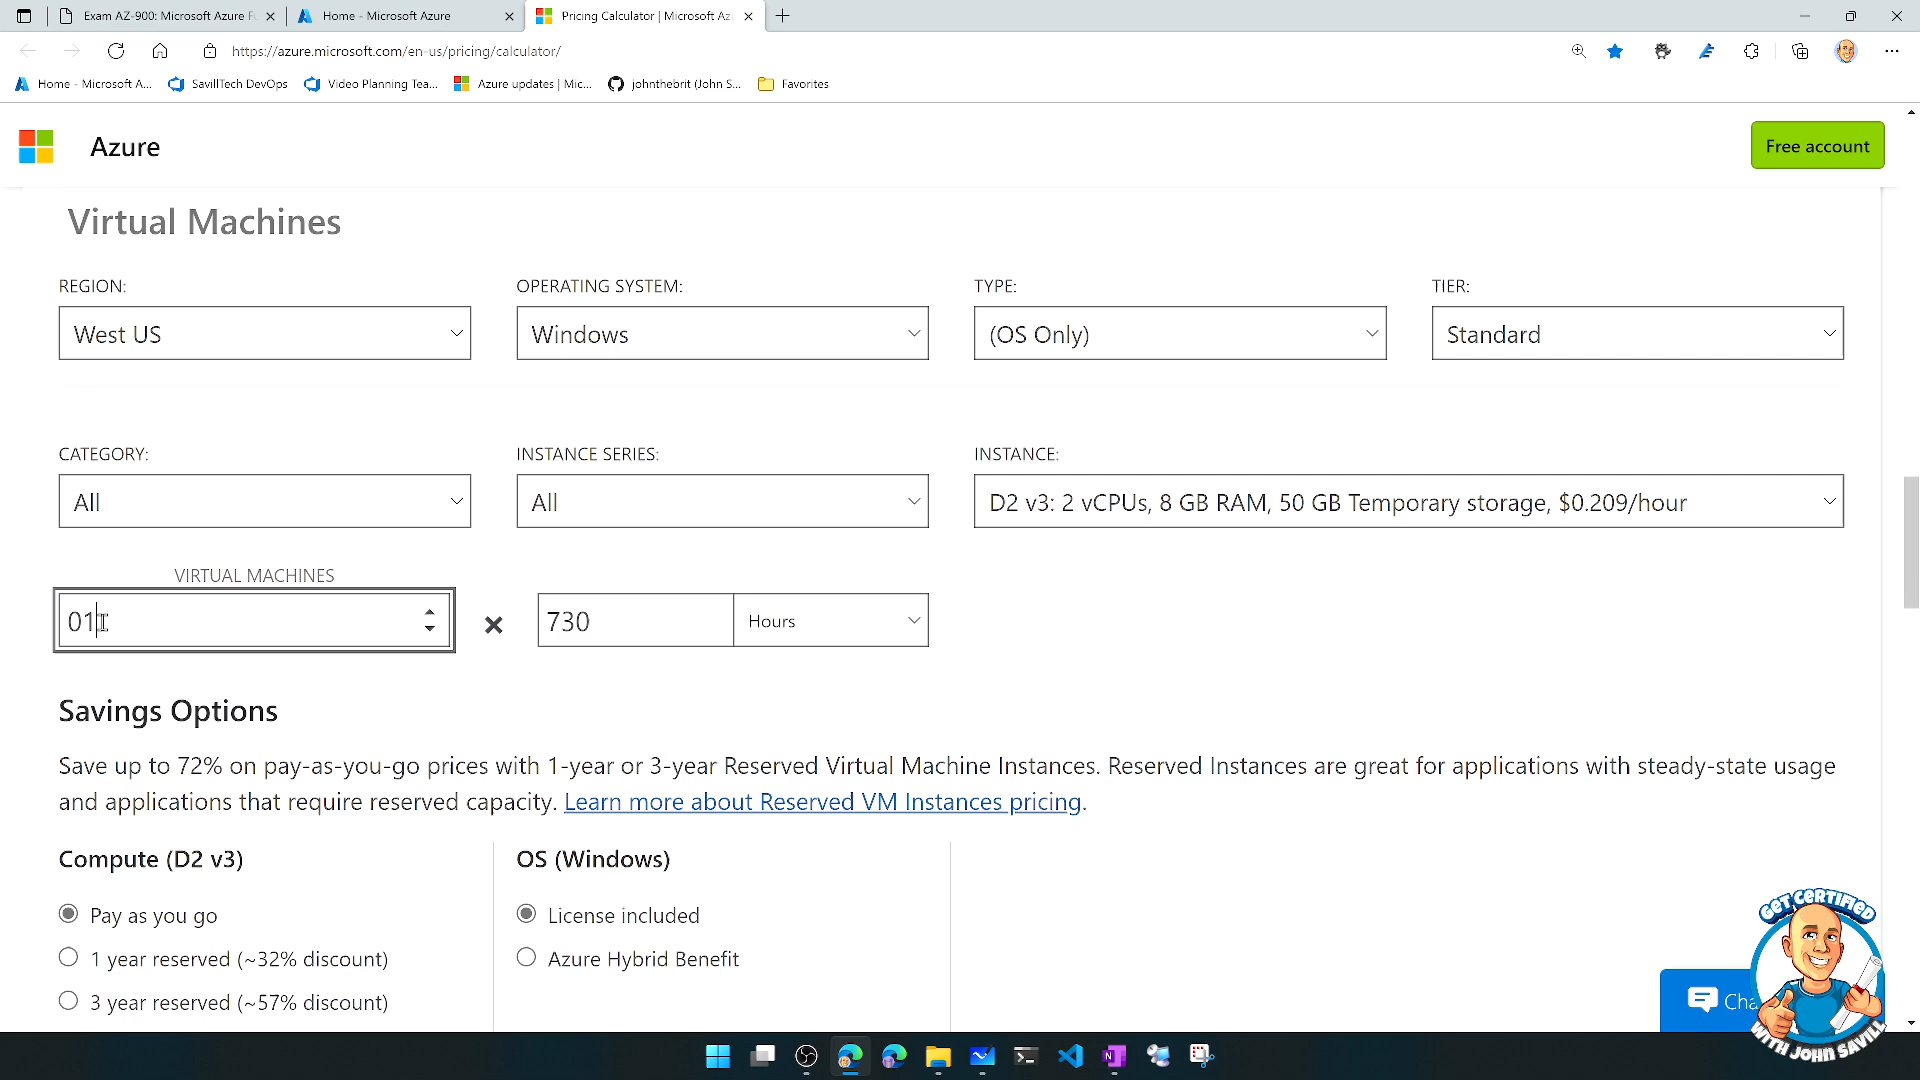 Exam AZ-900: Microsoft Azure Fu
Home - Microsoft Azure
Pricing Calculator | Microsoft Az
https://azure.microsoft.com/en-us/pricing/calculator/
Home - Microsoft A...
SavillTech DevOps
Video Planning Tea...
Azure updates | Mic...
johnthebrit (John S...
Favorites
Azure
Free account
Virtual Machines
REGION:
OPERATING SYSTEM:
TYPE:
TIER:
West US
Windows
(OS Only)
Standard
CATEGORY:
INSTANCE SERIES:
INSTANCE:
All
All
D2 v3: 2 vCPUs, 8 GB RAM, 50 GB Temporary storage, $0.209/hour
VIRTUAL MACHINES
01
730
Hours
Savings Options
Save up to 72% on pay-as-you-go prices with 1-year or 3-year Reserved Virtual Machine Instances. Reserved Instances are great for applications with steady-state usage
and applications that require reserved capacity. Learn more about Reserved VM Instances pricing.
Compute (D2 v3)
OS (Windows)
Pay as you go
License included
1 year reserved (~32% discount)
Azure Hybrid Benefit
3 year reserved (~57% discount)
Cha
GET CERTIFIED
WITH JOHN SAVILL